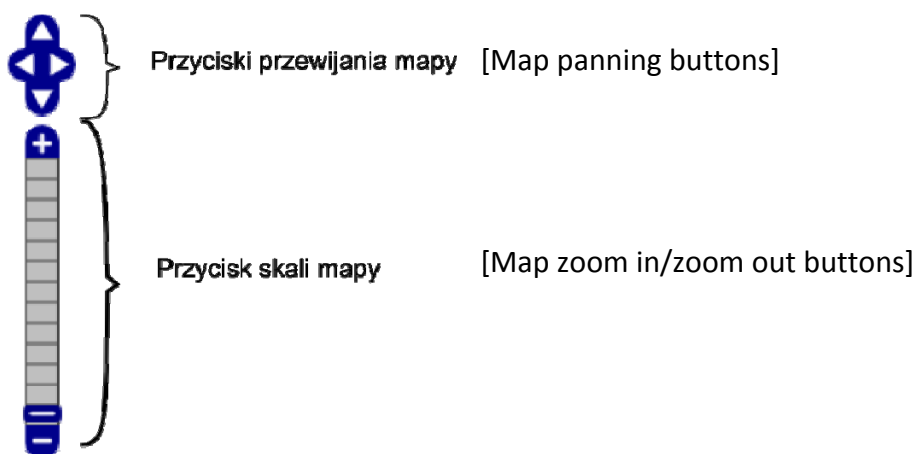 Przyciski przewijania mapy [Map panning buttons]
Przycisk skali mapy [Map zoom in/zoom out buttons]